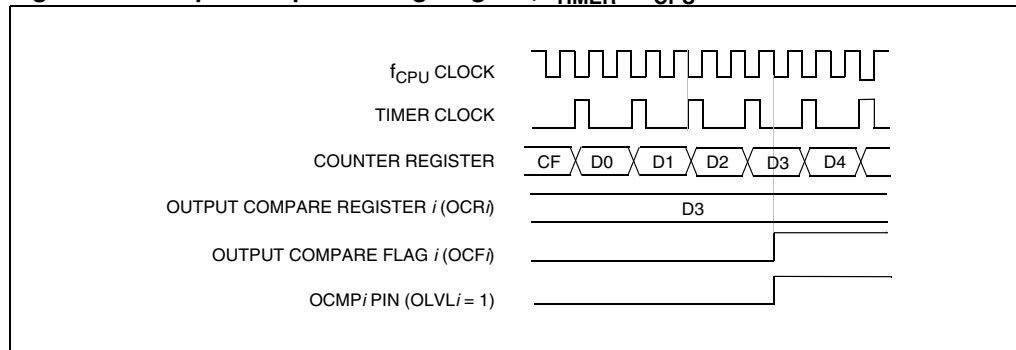 f_CPU CLOCK
TIMER CLOCK
COUNTER REGISTER CF D0 D1 D2 D3 D4
OUTPUT COMPARE REGISTER i (OCRi) D3
OUTPUT COMPARE FLAG i (OCFi)
OCMPi PIN (OLVLi = 1)